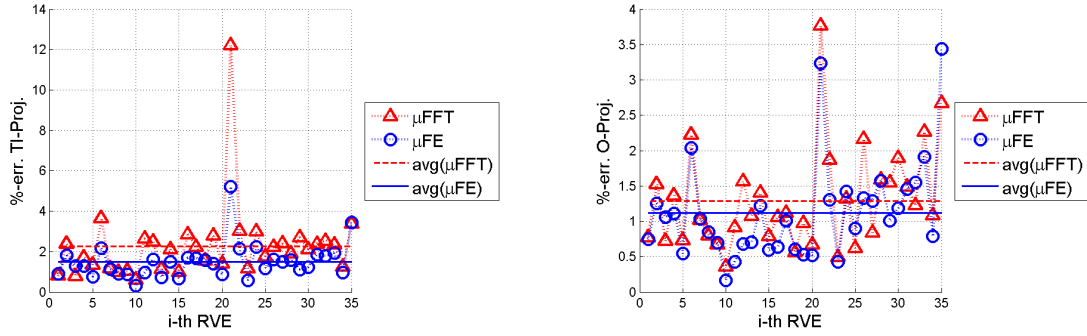 14
12
10
8
6
4
2
0
%-err. TI-Proj.
0 5 10 15 20 25 30 35
i-th RVE
μFFT
μFE
avg(μFFT)
avg(μFE)
4
3.5
3
2.5
2
1.5
1
0.5
0
%-err. O-Proj.
0 5 10 15 20 25 30 35
i-th RVE
μFFT
μFE
avg(μFFT)
avg(μFE)